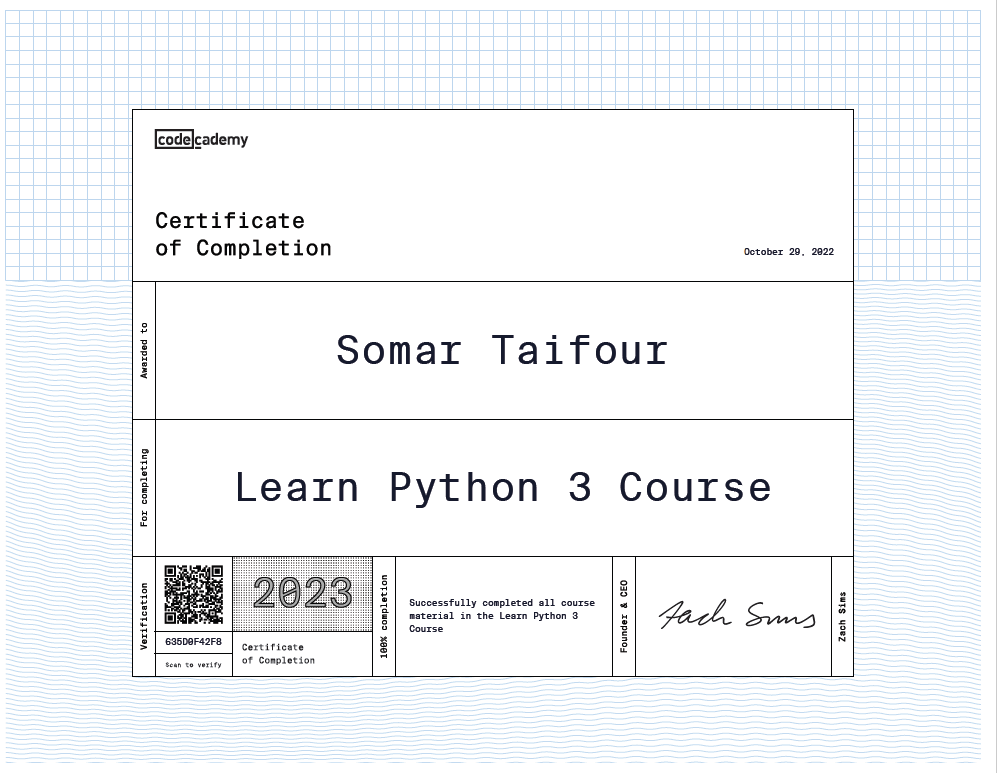 codecademy
Certificate
of Completion
October 29, 2022
Awarded to
Somar Taifour
For completing
Learn Python 3 Course
Verification
635D0F42F8
Scan to verify
2023
Certificate
of Completion
100% completion
Successfully completed all course
material in the Learn Python 3
Course
Founder & CEO
Zach Sims
Zach Sims